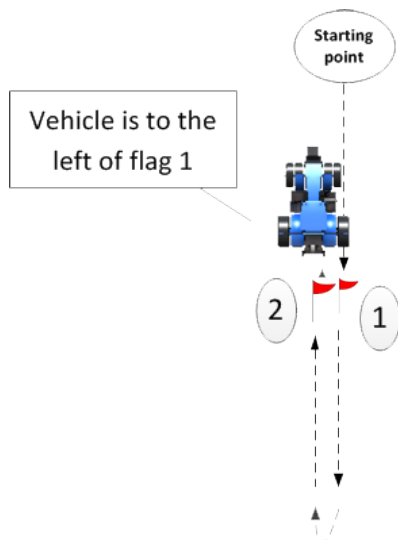 Starting
point
Vehicle is to the
left of flag 1
2
1